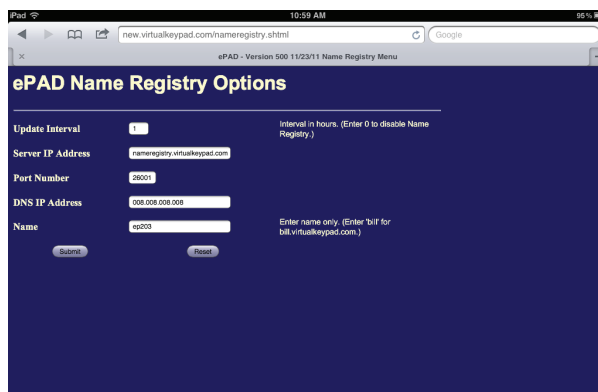 iPad 10:59 AM 95%
new.virtualkeypad.com/nameregistry.shtml Google
ePAD - Version 500 11/23/11 Name Registry Menu
ePAD Name Registry Options
Update Interval 1 Interval in hours. (Enter 0 to disable Name
Registry.)
Server IP Address nameregistry.virtualkeypad.com
Port Number 26001
DNS IP Address 008.008.008.008
Name ep203 Enter name only. (Enter 'bill' for
bill.virtualkeypad.com.)
Submit Reset